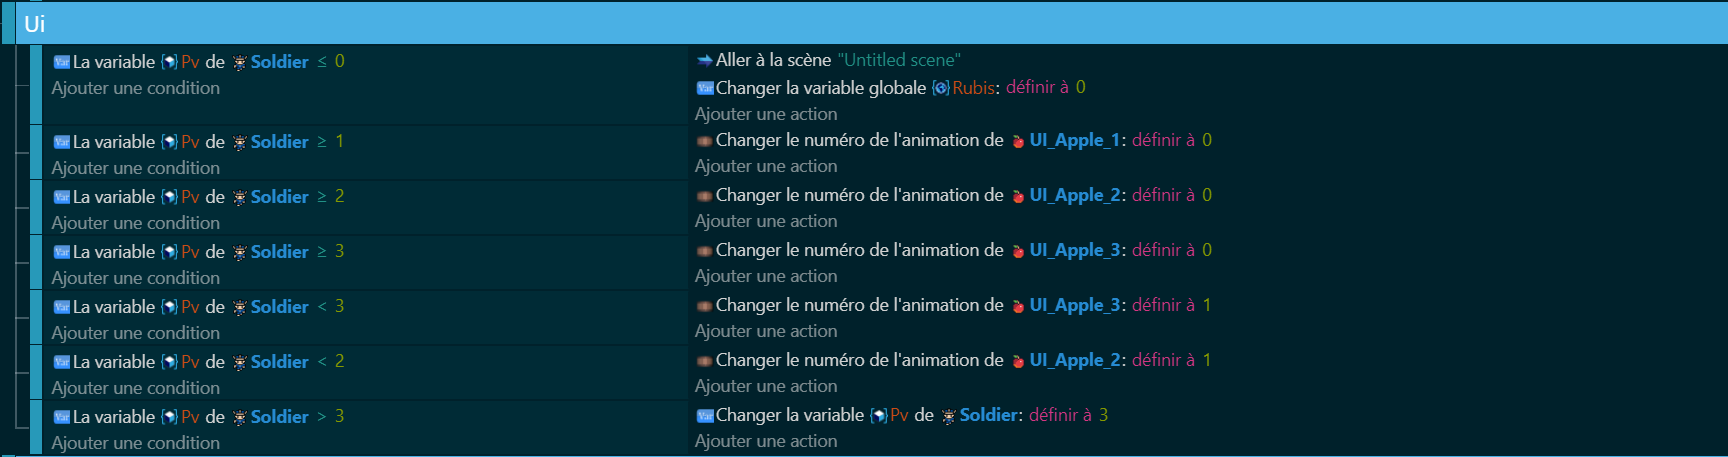 Ui
La variable Pv de Soldier ≤ 0
Aller à la scène "Untitled scene"
Ajouter une condition
Changer la variable globale Rubis: définir à 0
Ajouter une action
La variable Pv de Soldier ≥ 1
Changer le numéro de l'animation de UI_Apple_1: définir à 0
Ajouter une condition
Ajouter une action
La variable Pv de Soldier ≥ 2
Changer le numéro de l'animation de UI_Apple_2: définir à 0
Ajouter une condition
Ajouter une action
La variable Pv de Soldier ≥ 3
Changer le numéro de l'animation de UI_Apple_3: définir à 0
Ajouter une condition
Ajouter une action
La variable Pv de Soldier < 3
Changer le numéro de l'animation de UI_Apple_3: définir à 1
Ajouter une condition
Ajouter une action
La variable Pv de Soldier < 2
Changer le numéro de l'animation de UI_Apple_2: définir à 1
Ajouter une condition
Ajouter une action
La variable Pv de Soldier > 3
Changer la variable Pv de Soldier: définir à 3
Ajouter une condition
Ajouter une action